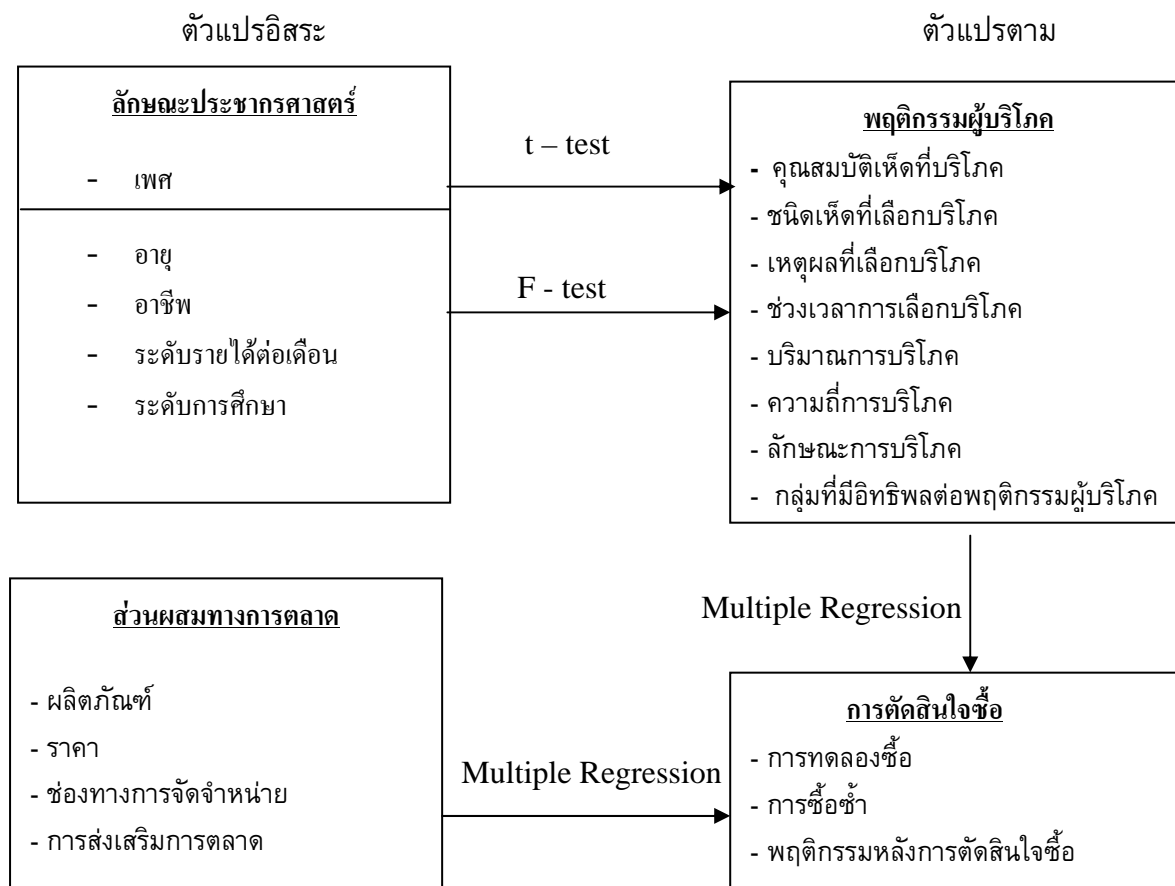 ตัวแปรอิสระ
ตัวแปรตาม
ลักษณะประชากรศาสตร์
- เพศ
- อายุ
- อาชีพ
- ระดับรายได้ต่อเดือน
- ระดับการศึกษา
t – test
F - test
พฤติกรรมผู้บริโภค
- คุณสมบัติเห็ดที่บริโภค
- ชนิดเห็ดที่เลือกบริโภค
- เหตุผลที่เลือกบริโภค
- ช่วงเวลาการเลือกบริโภค
- บริมาณการบริโภค
- ความถี่การบริโภค
- ลักษณะการบริโภค
- กลุ่มที่มีอิทธิพลต่อพฤติกรรมผู้บริโภค
Multiple Regression
ส่วนผสมทางการตลาด
- ผลิตภัณฑ์
- ราคา
- ช่องทางการจัดจำหน่าย
- การส่งเสริมการตลาด
Multiple Regression
การตัดสินใจซื้อ
- การทดลองซื้อ
- การซื้อซ้ำ
- พฤติกรรมหลังการตัดสินใจซื้อ